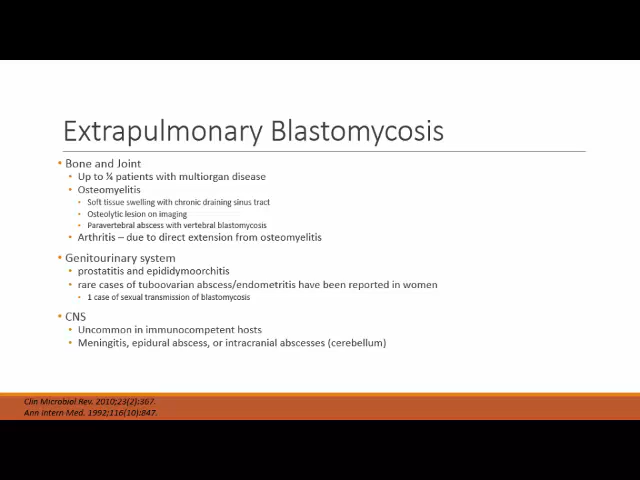 Extrapulmonary Blastomycosis
• Bone and Joint
• Up to ¼ patients with multiorgan disease
• Osteomyelitis
• Soft tissue swelling with chronic draining sinus tract
• Osteolytic lesion on imaging
• Paravertebral abscess with vertebral blastomycosis
• Arthritis – due to direct extension from osteomyelitis
• Genitourinary system
• prostatitis and epididymoorchitis
• rare cases of tuboovarian abscess/endometritis have been reported in women
• 1 case of sexual transmission of blastomycosis
• CNS
• Uncommon in immunocompetent hosts
• Meningitis, epidural abscess, or intracranial abscesses (cerebellum)
Clin Microbiol Rev. 2010;23(2):367.
Ann Intern Med. 1992;116(10):847.